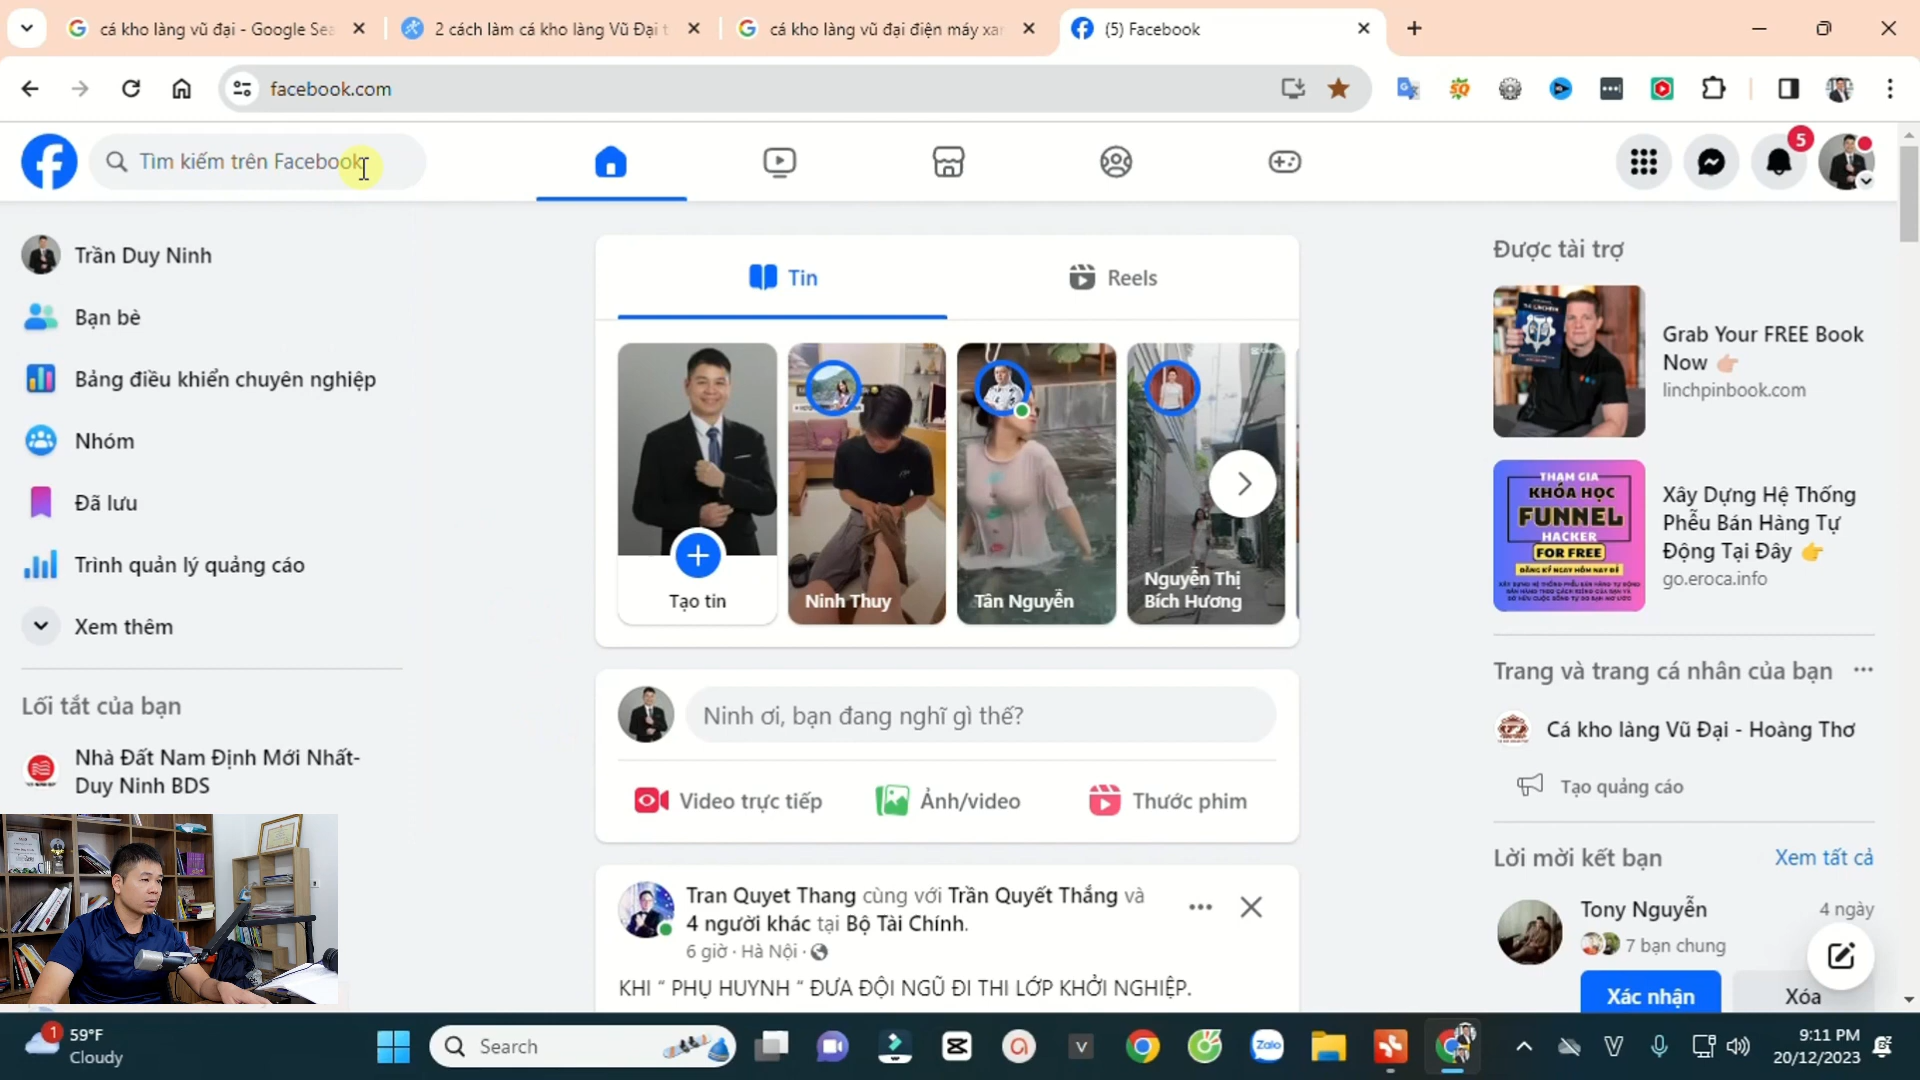 cá kho làng vũ đại - Google Sea
2 cách làm cá kho làng Vũ Đại t
cá kho làng vũ đại điện máy xan
(5) Facebook
facebook.com
Tìm kiếm trên Facebook
5
Trần Duy Ninh
Bạn bè
Bảng điều khiển chuyên nghiệp
Nhóm
Đã lưu
Trình quản lý quảng cáo
Xem thêm
Lối tắt của bạn
Nhà Đất Nam Định Mới Nhất-
Duy Ninh BDS
Tin
Reels
Tạo tin
Ninh Thuy
Tân Nguyễn
Nguyễn Thị
Bích Hương
Ninh ơi, bạn đang nghĩ gì thế?
Video trực tiếp
Ảnh/video
Thước phim
Tran Quyet Thang cùng với Trần Quyết Thắng và
4 người khác tại Bộ Tài Chính.
6 giờ · Hà Nội ·
KHI “ PHỤ HUYNH “ ĐƯA ĐỘI NGŨ ĐI THI LỚP KHỞI NGHIỆP.
Được tài trợ
Grab Your FREE Book
Now
linchpinbook.com
THAM GIA
KHÓA HỌC
FUNNEL
HACKER
FOR FREE
ĐĂNG KÝ NGAY HÔM NAY ĐỂ
Xây Dựng Hệ Thống
Phễu Bán Hàng Tự
Động Tại Đây
go.eroca.info
Trang và trang cá nhân của bạn
Cá kho làng Vũ Đại - Hoàng Thơ
Tạo quảng cáo
Lời mời kết bạn
Xem tất cả
Tony Nguyễn
4 ngày
7 bạn chung
Xác nhận
Xóa
1
59°F
Cloudy
Search
Zalo
9:11 PM
20/12/2023